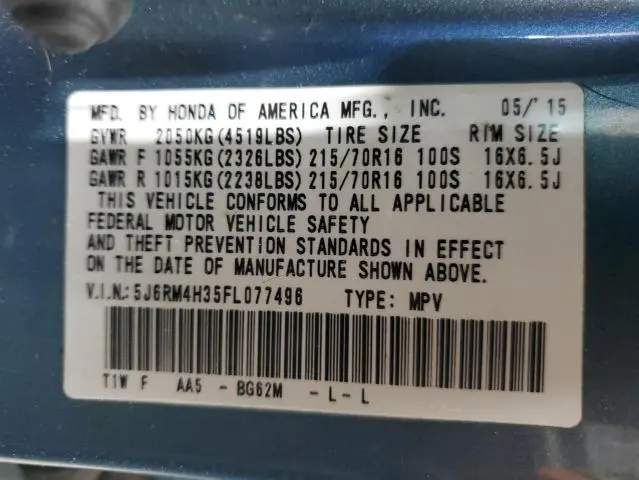 MFD. BY HONDA OF AMERICA MFG., INC. 05/'15
GVWR 2050KG(4519LBS) TIRE SIZE RIM SIZE
GAWR F 1055KG(2326LBS) 215/70R16 100S 16X6.5J
GAWR R 1015KG(2238LBS) 215/70R16 100S 16X6.5J
THIS VEHICLE CONFORMS TO ALL APPLICABLE
FEDERAL MOTOR VEHICLE SAFETY
AND THEFT PREVENTION STANDARDS IN EFFECT
ON THE DATE OF MANUFACTURE SHOWN ABOVE.
V.I.N.: 5J6RM4H35FL077496 TYPE: MPV
T1W F AA5 - BG62M - L - L